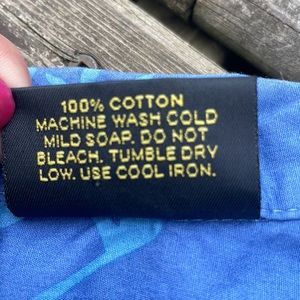 100% COTTON
MACHINE WASH COLD
MILD SOAP. DO NOT
BLEACH. TUMBLE DRY
LOW. USE COOL IRON.